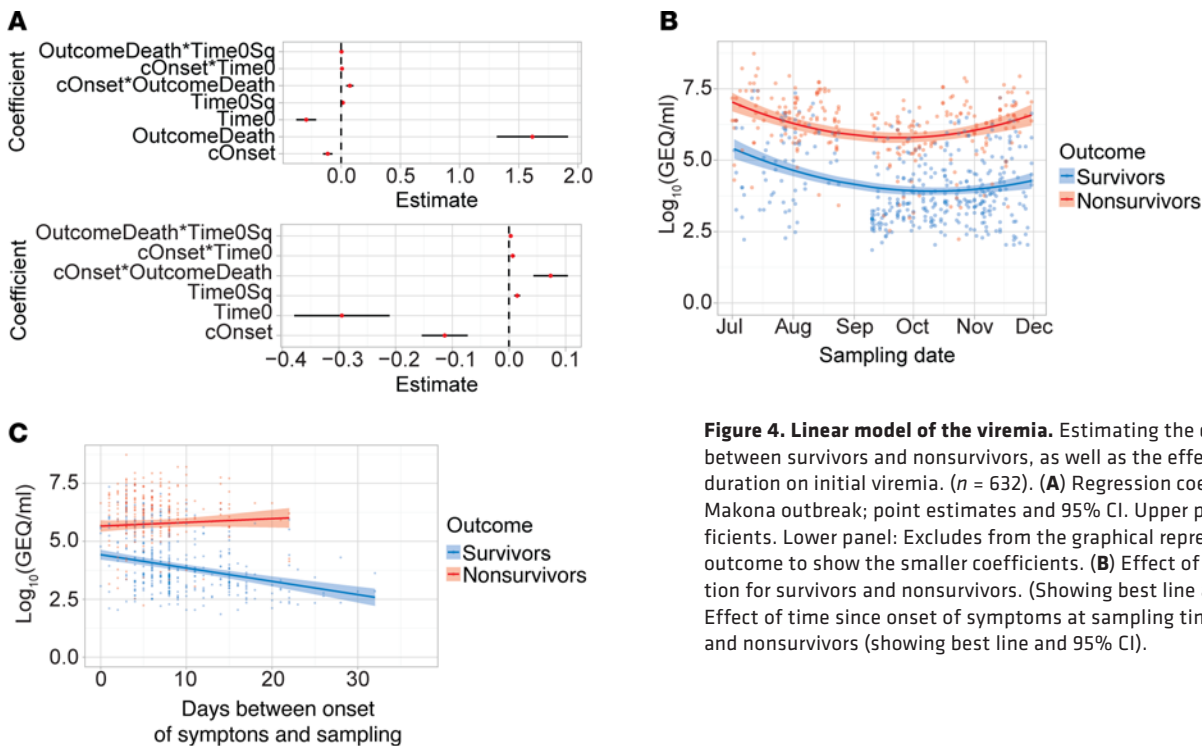 A
Coefficient
OutcomeDeath*Time0Sq
cOnset*Time0
cOnset*OutcomeDeath
Time0Sq
Time0
OutcomeDeath
cOnset
0.0 0.5 1.0 1.5 2.0
Estimate
Coefficient
OutcomeDeath*Time0Sq
cOnset*Time0
cOnset*OutcomeDeath
Time0Sq
Time0
cOnset
−0.4 −0.3 −0.2 −0.1 0.0 0.1
Estimate
B
Log10(GEQ/ml)
7.5
5.0
2.5
0.0
Jul Aug Sep Oct Nov Dec
Sampling date
Outcome
Survivors
Nonsurvivors
C
Log10(GEQ/ml)
7.5
5.0
2.5
0.0
0 10 20 30
Days between onset
of symptons and sampling
Outcome
Survivors
Nonsurvivors
Figure 4. Linear model of the viremia. Estimating the
between survivors and nonsurvivors, as well as the
duration on initial viremia. (n = 632). (A) Regression
Makona outbreak; point estimates and 95% CI. Upper
ficients. Lower panel: Excludes from the graphical
outcome to show the smaller coefficients. (B) Effect of
tion for survivors and nonsurvivors. (Showing best line
Effect of time since onset of symptoms at sampling
and nonsurvivors (showing best line and 95% CI).